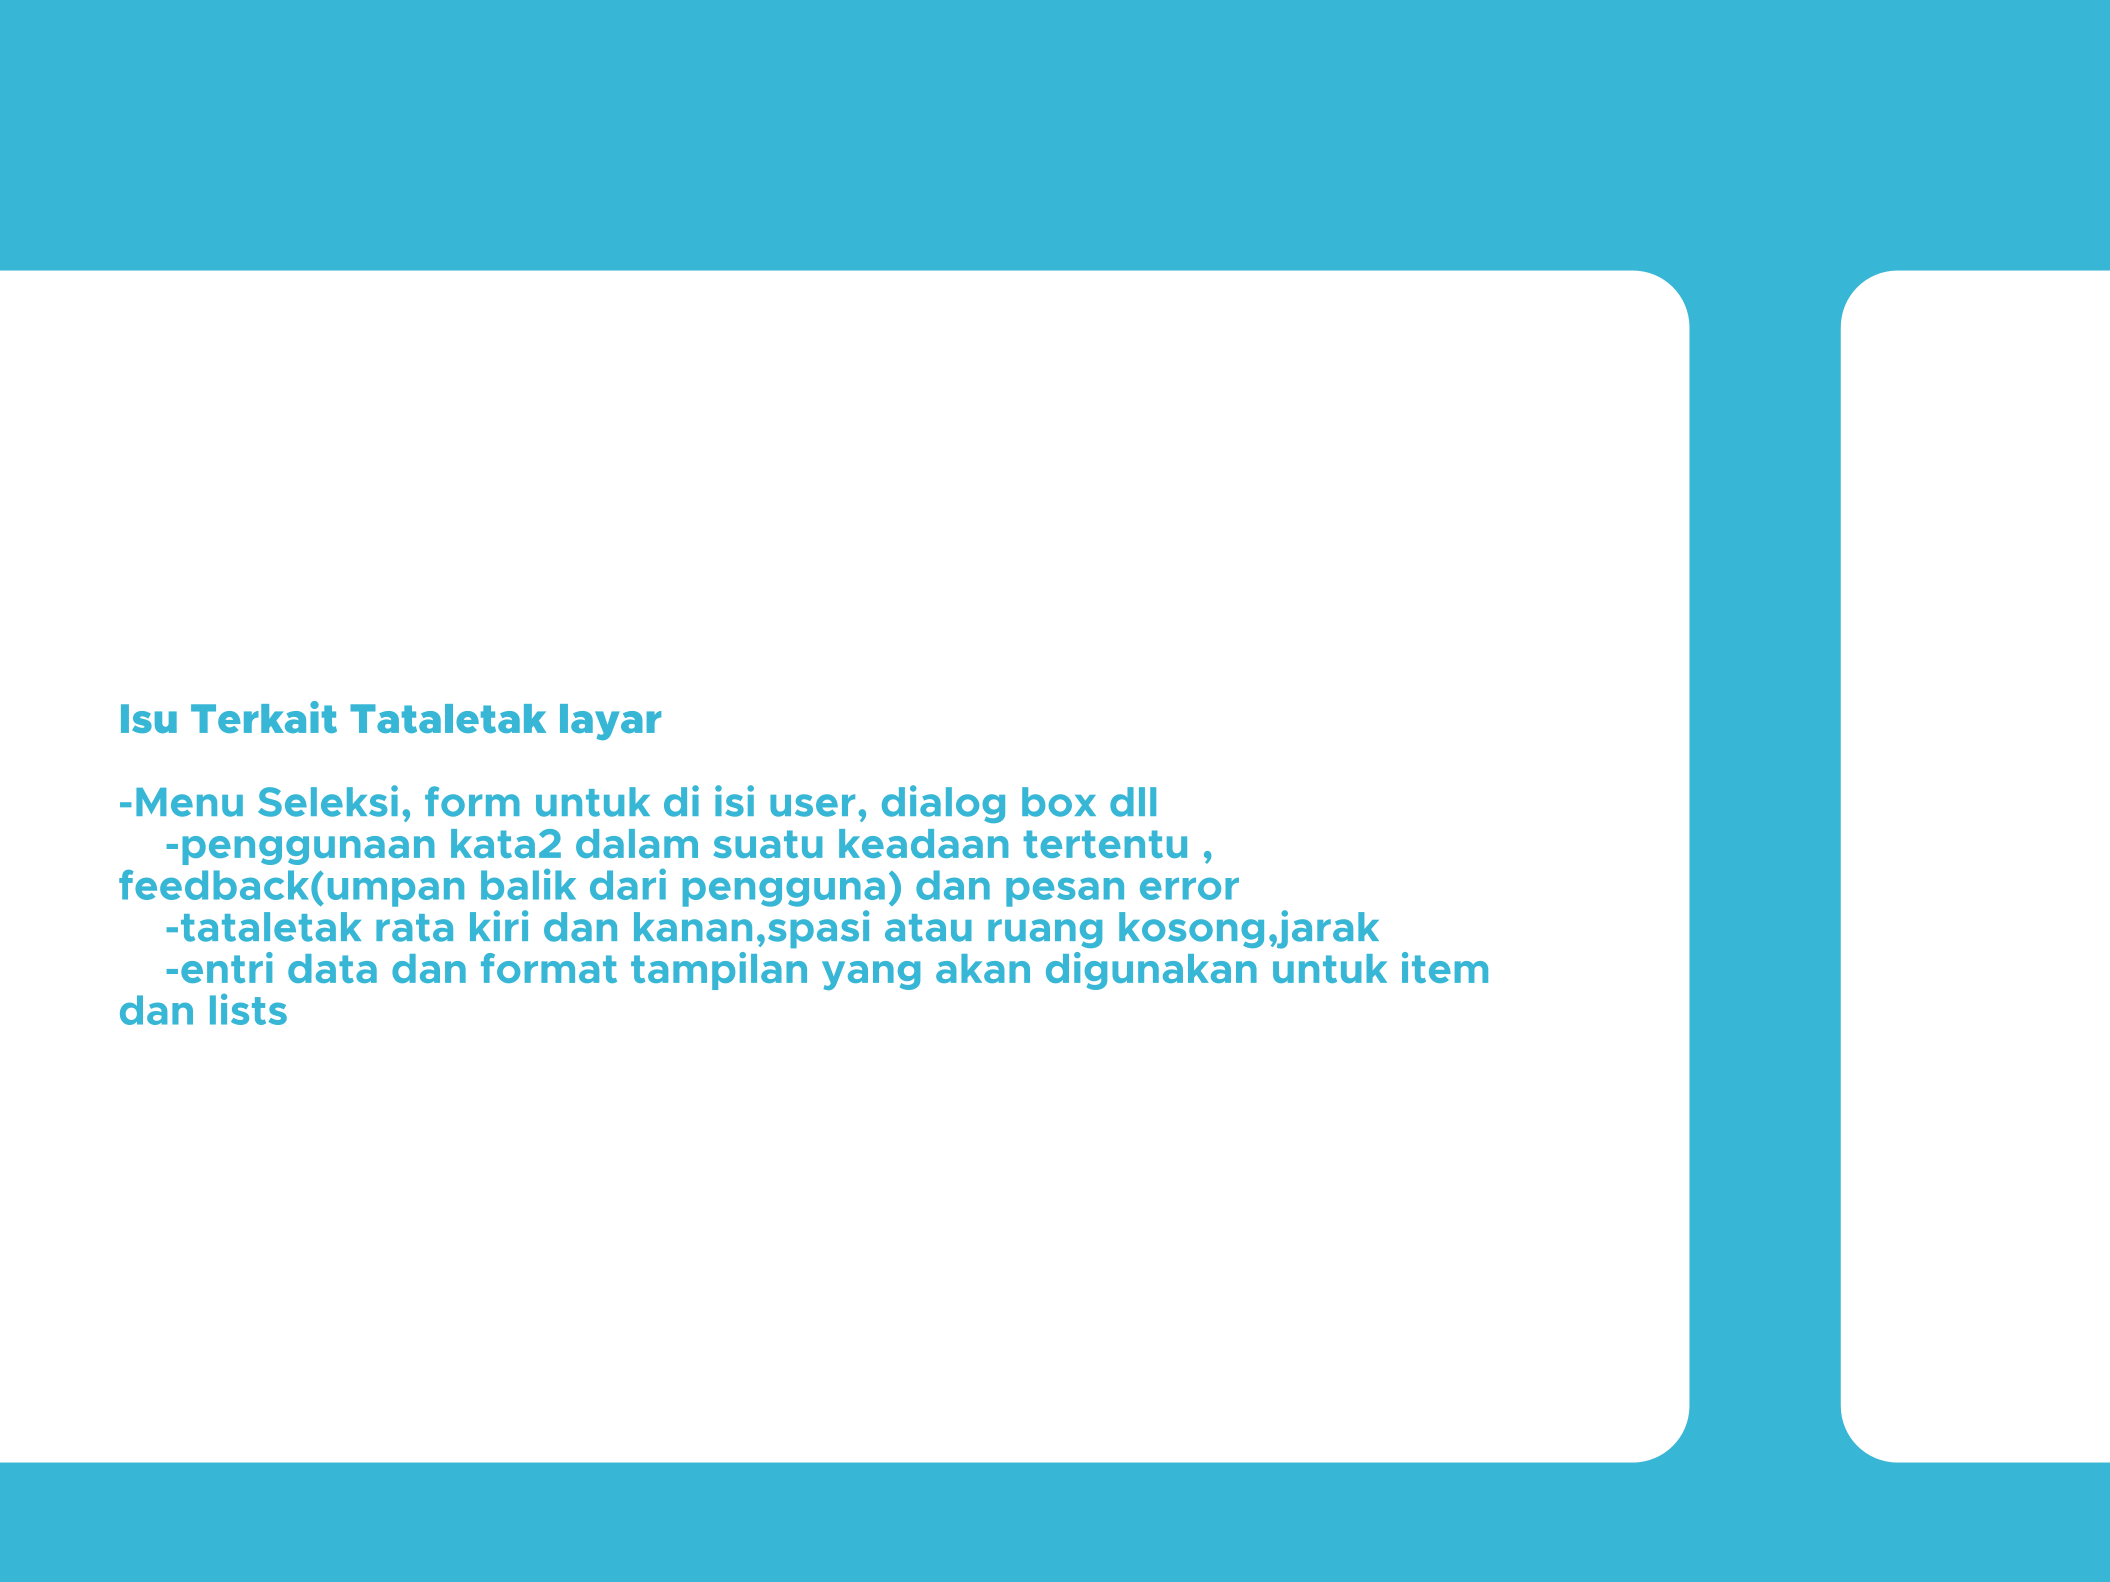 Isu Terkait Tataletak layar
-Menu Seleksi, form untuk di isi user, dialog box dll
-penggunaan kata2 dalam suatu keadaan tertentu ,
feedback(umpan balik dari pengguna) dan pesan error
-tataletak rata kiri dan kanan,spasi atau ruang kosong,jarak
-entri data dan format tampilan yang akan digunakan untuk item
dan lists